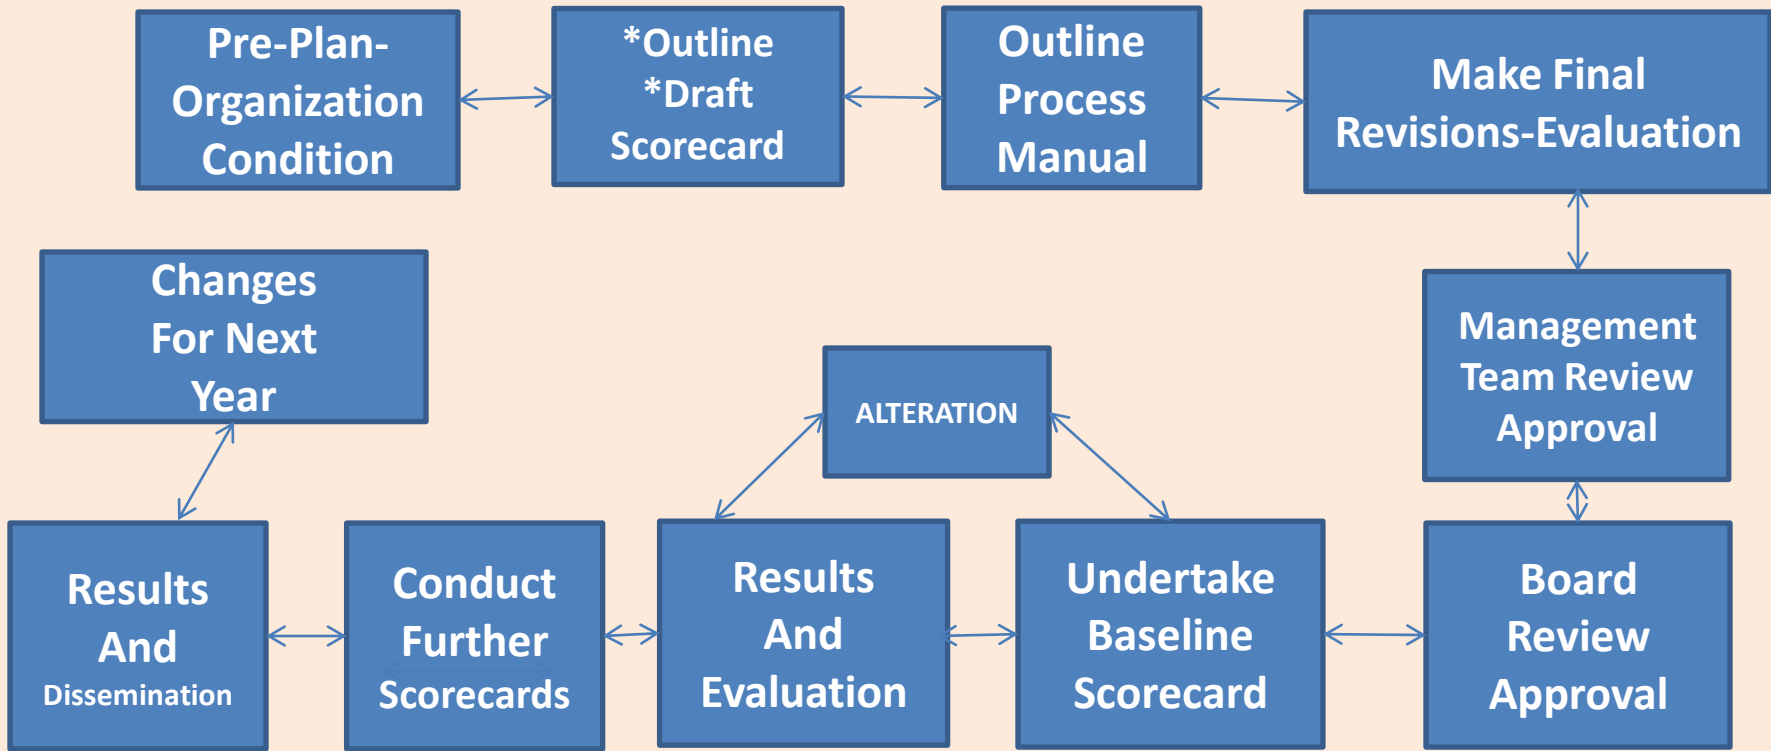 Pre-Plan-
Organization
Condition
*Outline
*Draft
Scorecard
Outline
Process
Manual
Make Final
Revisions-Evaluation
Management
Team Review
Approval
Board
Review
Approval
Undertake
Baseline
Scorecard
ALTERATION
Results
And
Evaluation
Conduct
Further
Scorecards
Results
And
Dissemination
Changes
For Next
Year